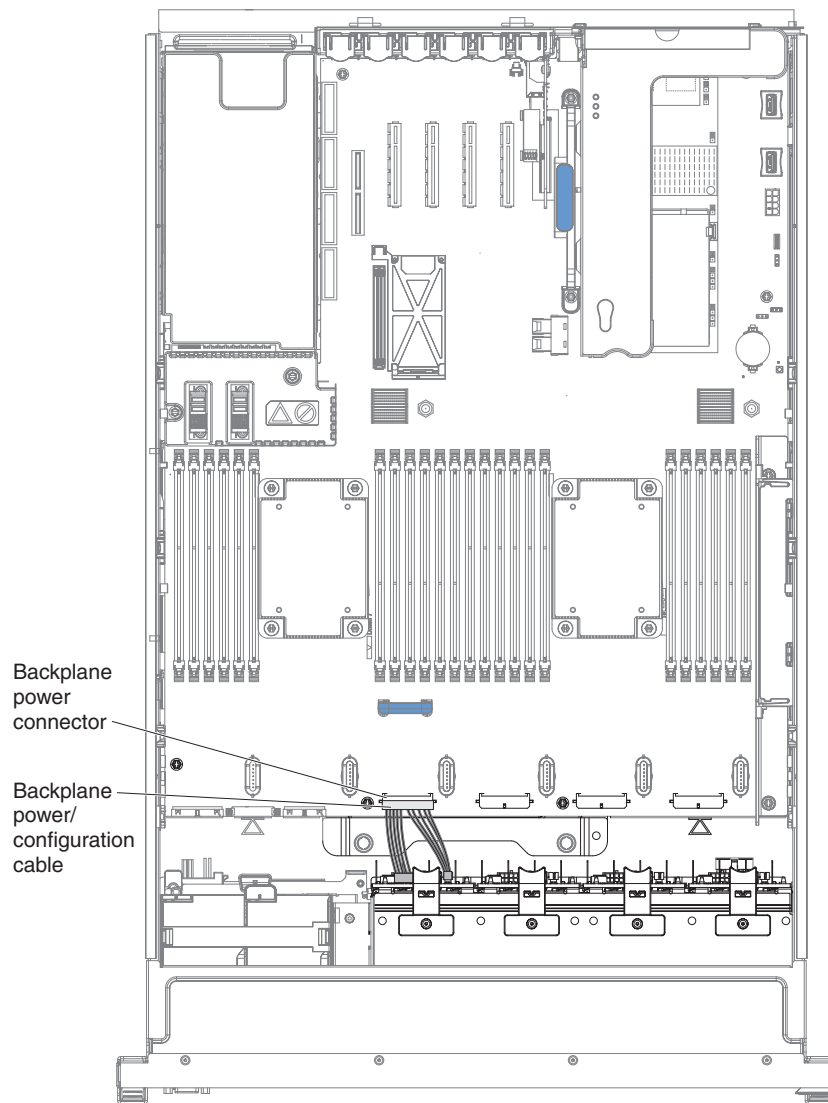 Backplane
power
connector
Backplane
power/
configuration
cable